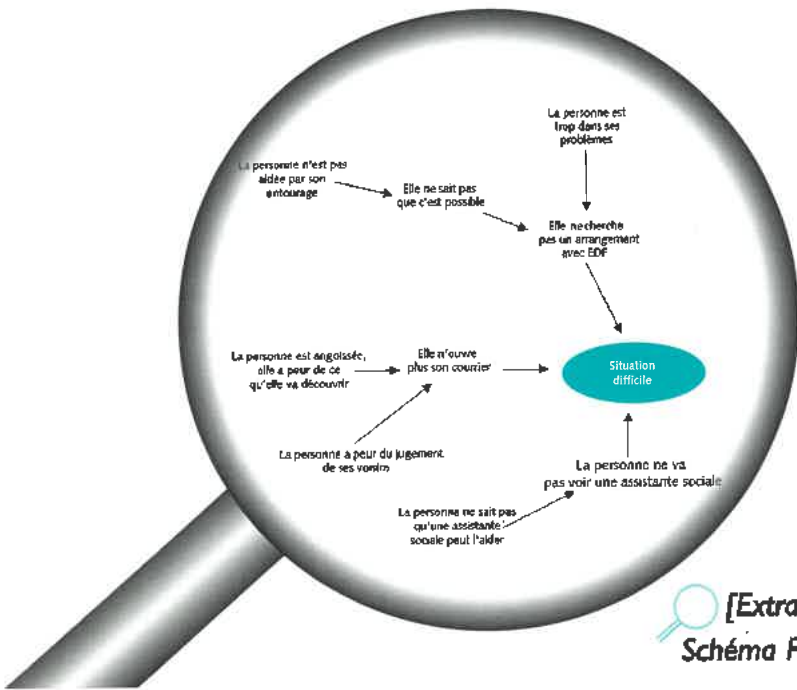 La personne est
trop dans ses
problèmes
La personne n'est pas
aidée par son
entourage
Elle ne sait pas
que c'est possible
Elle ne cherche
pas un arrangement
avec EDF
La personne est angoissée,
elle a peur de ce
qu'elle va découvrir
Elle n'ouvre
plus son courrier
Situation
difficile
La personne a peur du jugement
de ses voisins
La personne ne va
pas voir une assistante sociale
La personne ne sait pas
qu'une assistante
sociale peut l'aider
[Extra
Schéma